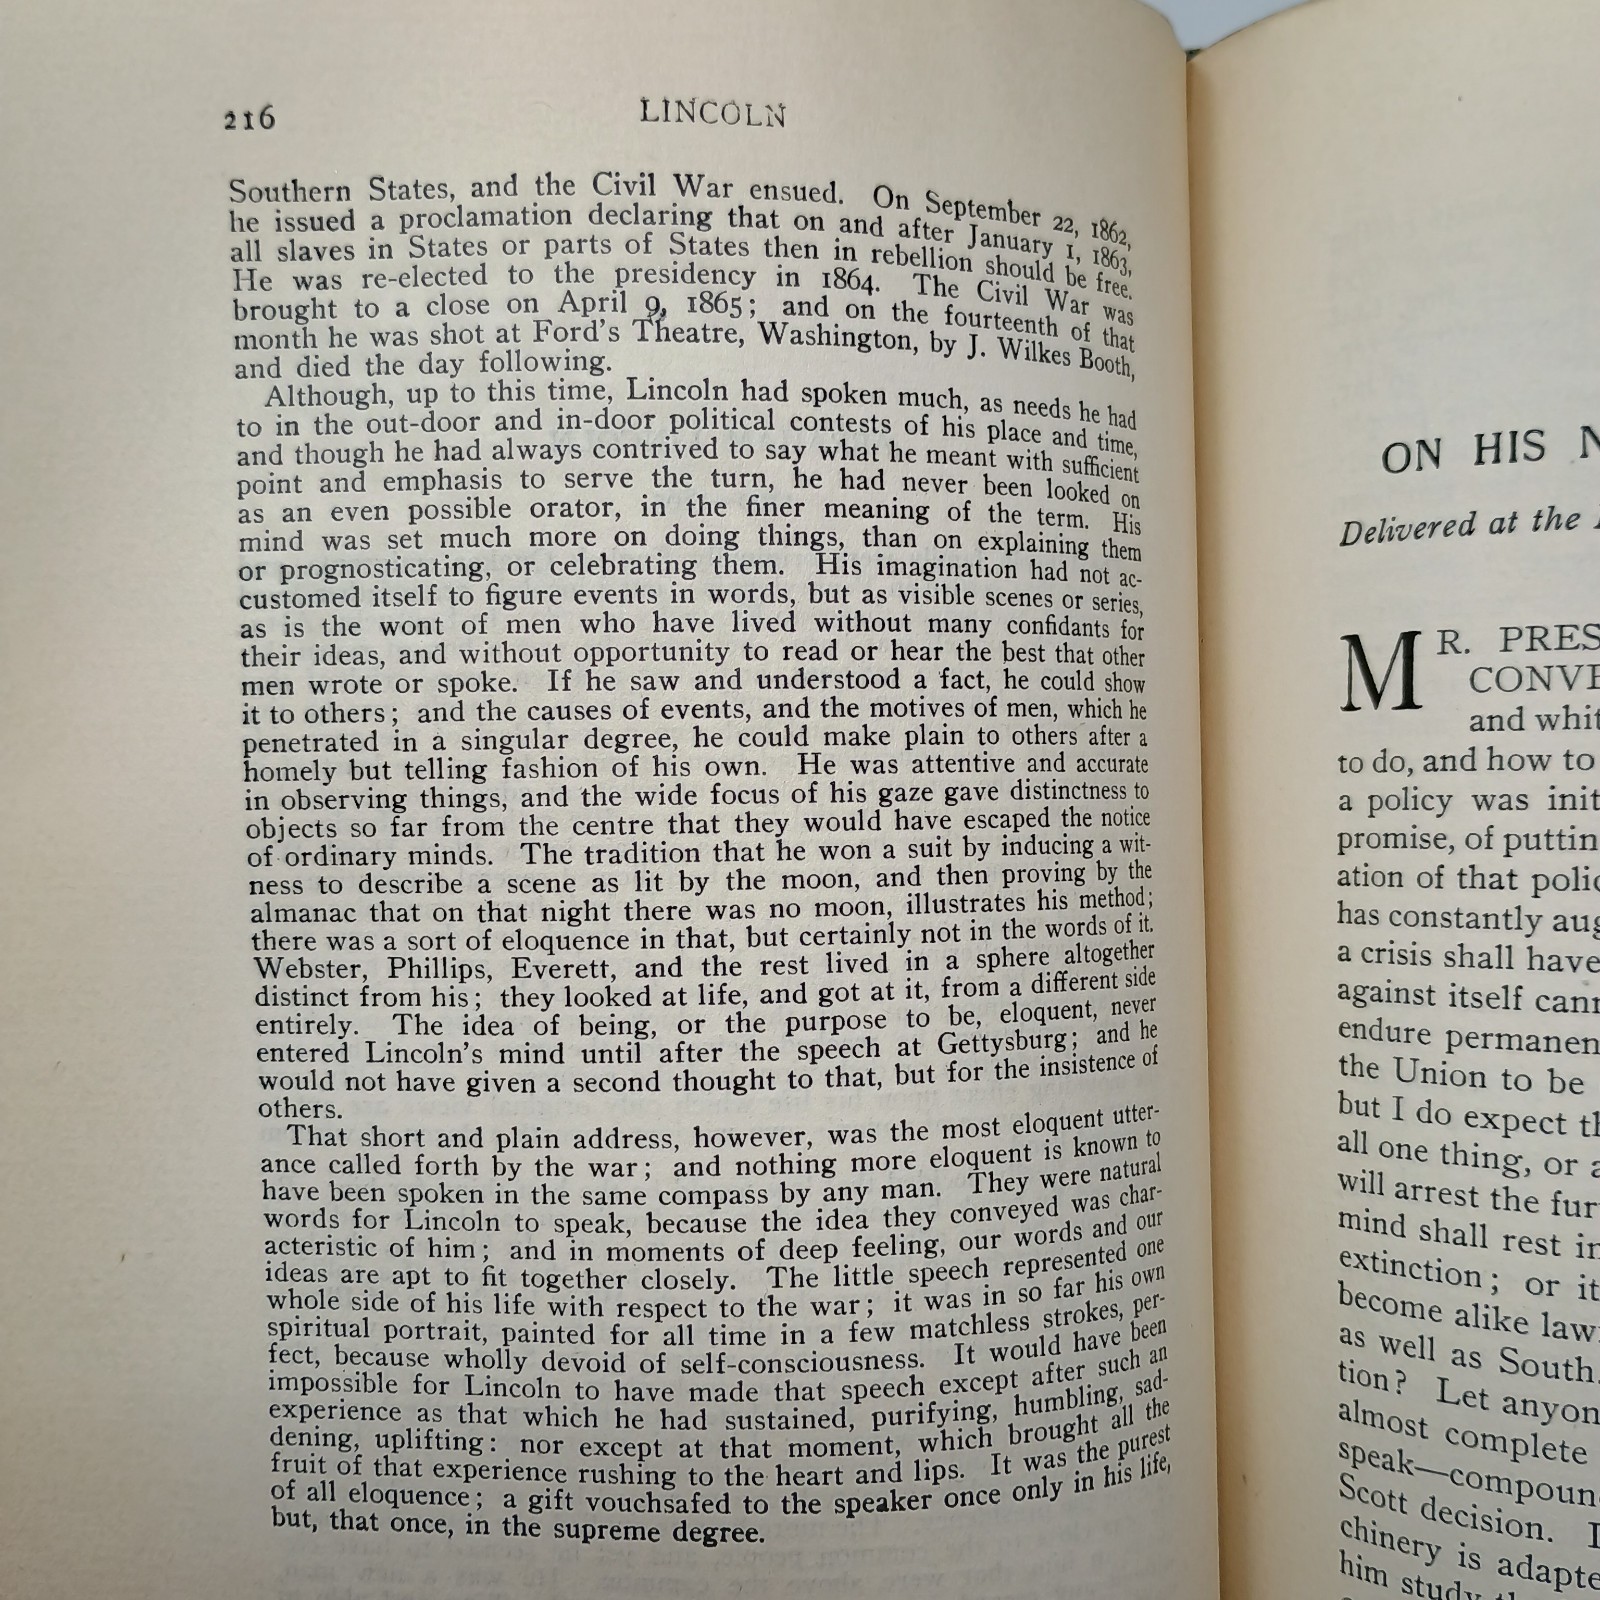 216
LINCOLN
Southern States, and the Civil War ensued. On September 22, 1862,
he issued a proclamation declaring that on and after January 1, 1863,
all slaves in States or parts of States then in rebellion should be free.
He was re-elected to the presidency in 1864. The Civil War was
brought to a close on April 9, 1865; and on the fourteenth of that
month he was shot at Ford's Theatre, Washington, by J. Wilkes Booth,
and died the day following.
Although, up to this time, Lincoln had spoken much, as needs he had
to in the out-door and in-door political contests of his place and time,
and though he had always contrived to say what he meant with sufficient
point and emphasis to serve the turn, he had never been looked on
as an even possible orator, in the finer meaning of the term. His
mind was set much more on doing things, than on explaining them
or prognosticating, or celebrating them. His imagination had not ac-
customed itself to figure events in words, but as visible scenes or series,
as is the wont of men who have lived without many confidants for
their ideas, and without opportunity to read or hear the best that other
men wrote or spoke. If he saw and understood a fact, he could show
it to others; and the causes of events, and the motives of men, which he
penetrated in a singular degree, he could make plain to others after a
homely but telling fashion of his own. He was attentive and accurate
in observing things, and the wide focus of his gaze gave distinctness to
objects so far from the centre that they would have escaped the notice
of ordinary minds. The tradition that he won a suit by inducing a wit-
ness to describe a scene as lit by the moon, and then proving by the
almanac that on that night there was no moon, illustrates his method;
there was a sort of eloquence in that, but certainly not in the words of it.
Webster, Phillips, Everett, and the rest lived in a sphere altogether
distinct from his; they looked at life, and got at it, from a different side
entirely. The idea of being, or the purpose to be, eloquent, never
entered Lincoln's mind until after the speech at Gettysburg; and he
would not have given a second thought to that, but for the insistence of
others.
That short and plain address, however, was the most eloquent utter-
ance called forth by the war; and nothing more eloquent is known to
have been spoken in the same compass by any man. They were natural
words for Lincoln to speak, because the idea they conveyed was char-
acteristic of him; and in moments of deep feeling, our words and our
ideas are apt to fit together closely. The little speech represented one
whole side of his life with respect to the war; it was in so far his own
spiritual portrait, painted for all time in a few matchless strokes, per-
fect, because wholly devoid of self-consciousness. It would have been
impossible for Lincoln to have made that speech except after such an
experience as that which he had sustained, purifying, humbling, sad-
dening, uplifting: nor except at that moment, which brought all the
fruit of that experience rushing to the heart and lips. It was the purest
of all eloquence; a gift vouchsafed to the speaker once only in his life,
but, that once, in the supreme degree.
ON HIS N
Delivered at the
MR. PRES
CONVE
and whit
to do, and how to
a policy was init
promise, of puttin
ation of that polic
has constantly aug
a crisis shall have
against itself cann
endure permanen
the Union to be
but I do expect th
all one thing, or a
will arrest the fur
mind shall rest in
extinction; or it
become alike law
as well as South.
tion? Let anyon
almost complete
speak—compoun
Scott decision.
chinery is adapte
him study